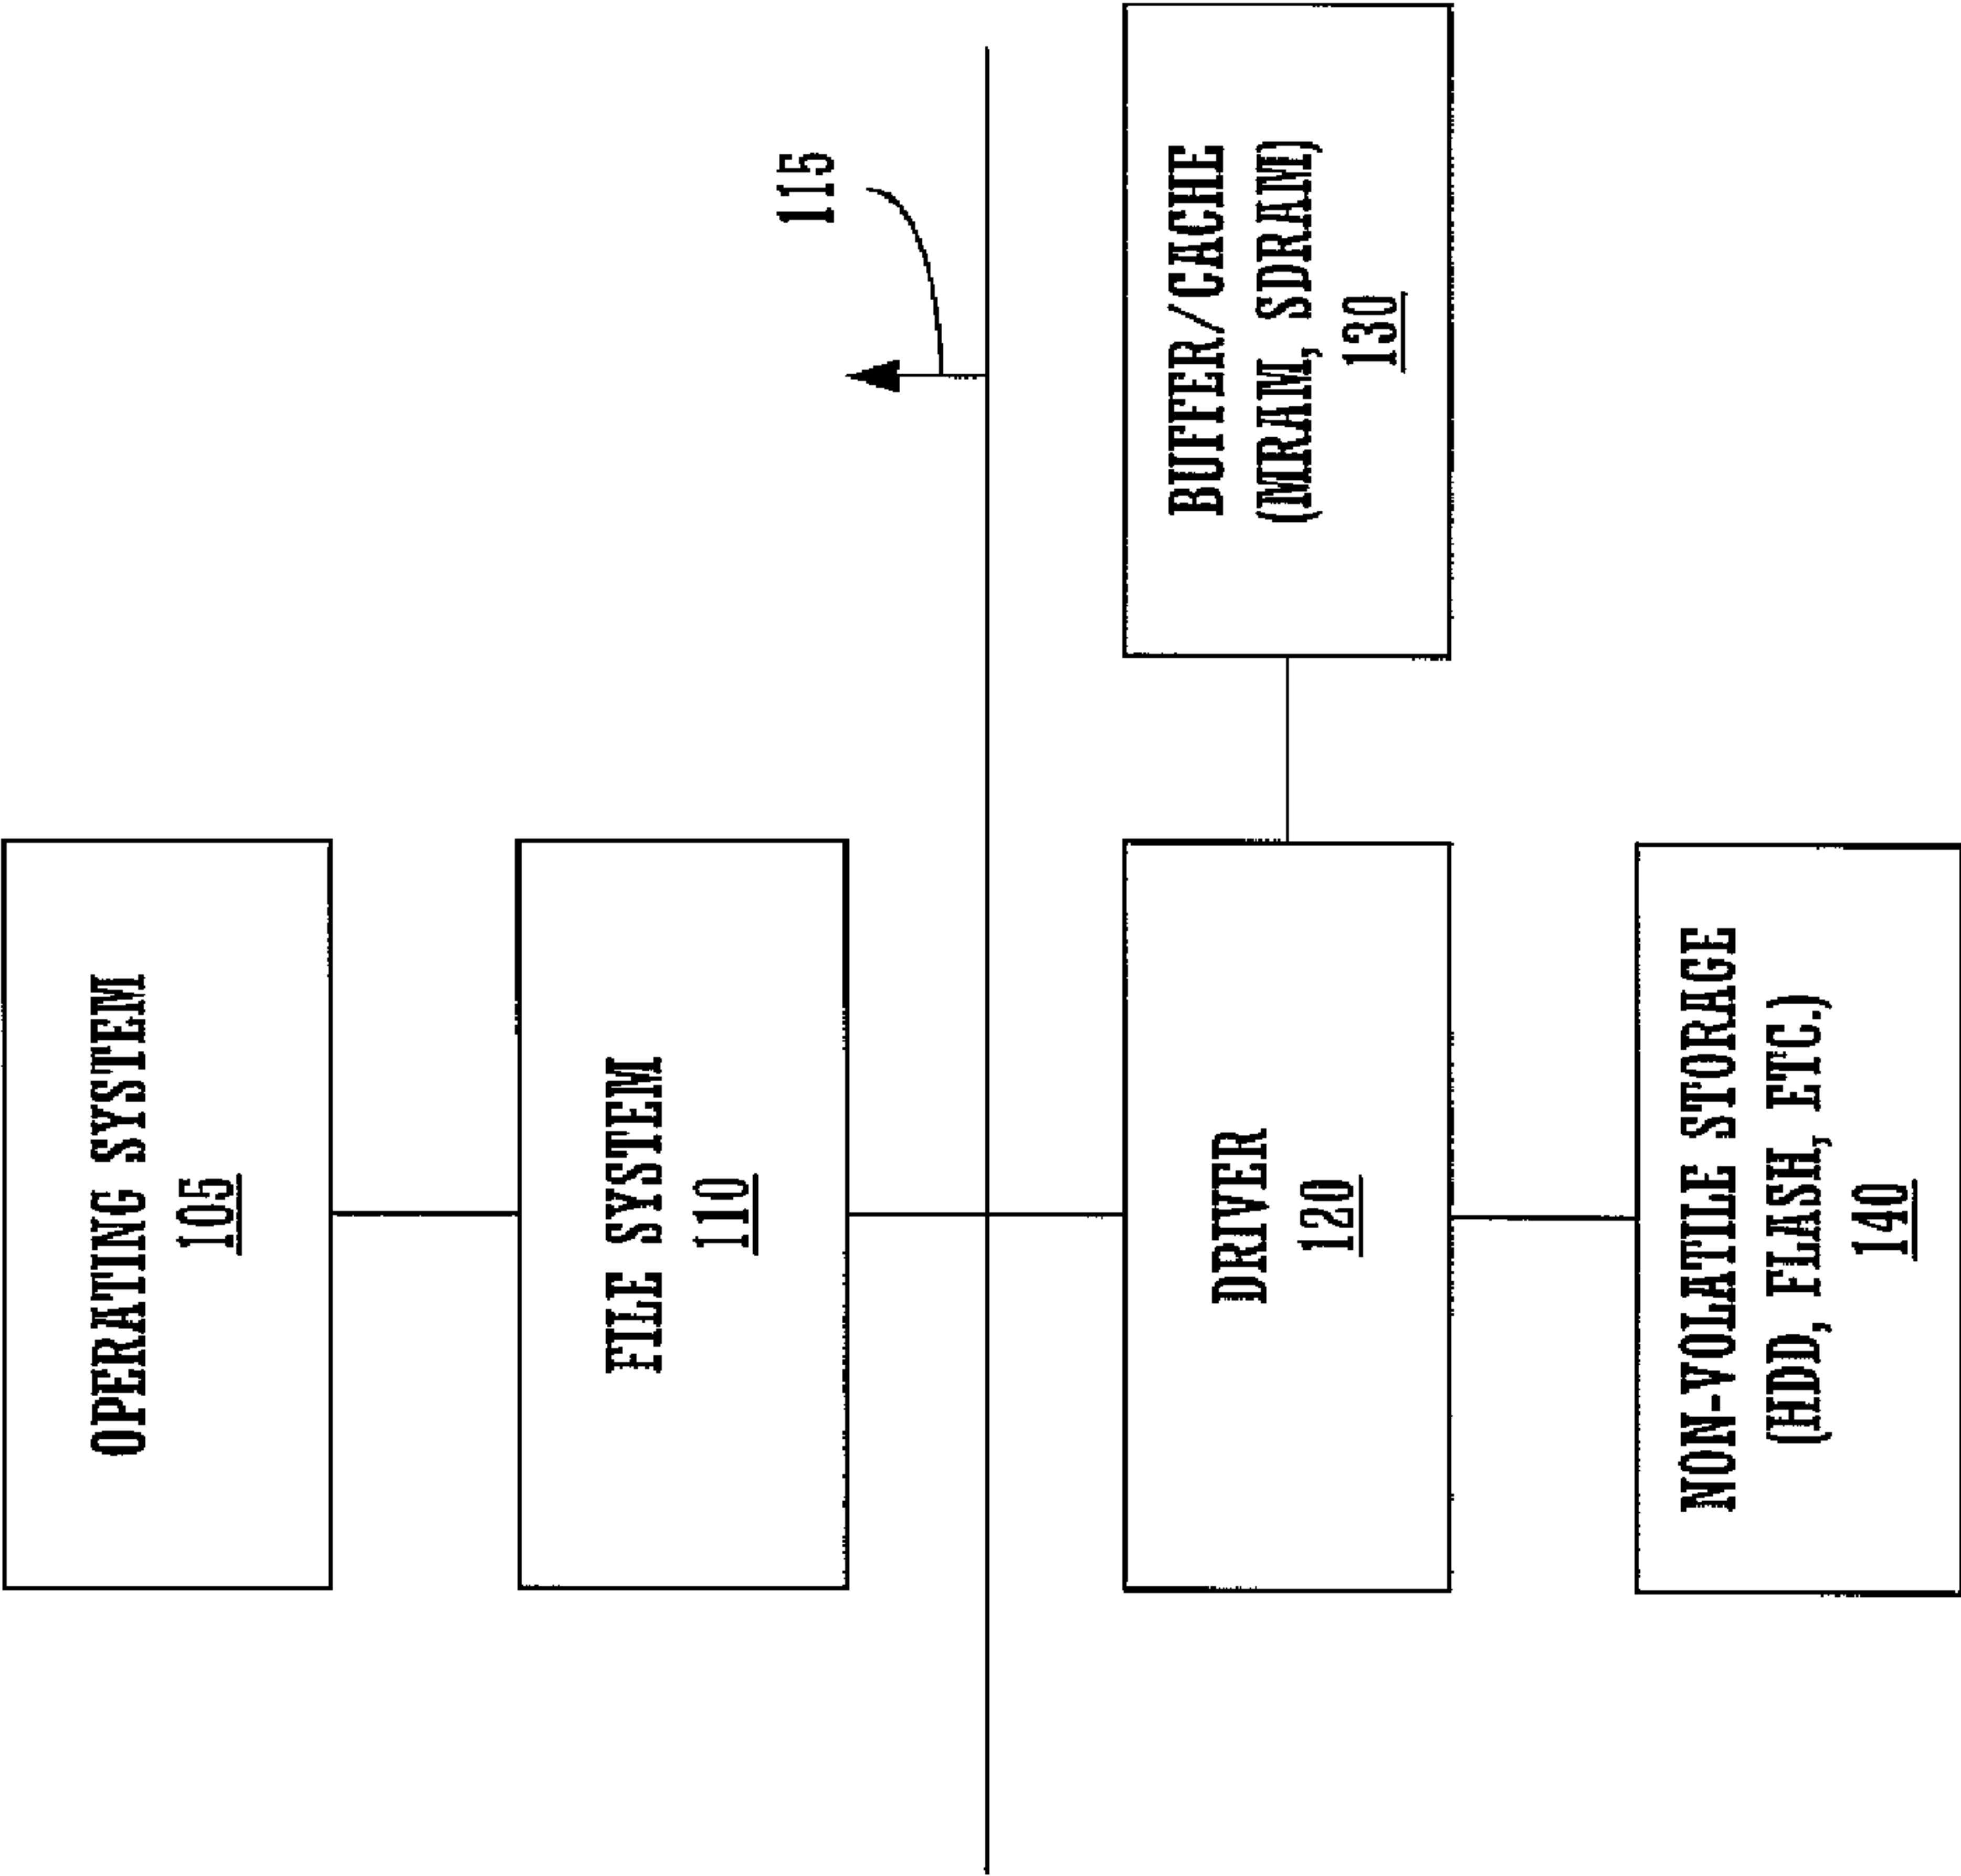 OPERATING SYSTEM
105
FILE SYSTEM
110
115
DRIVER
120
BUFFER/CACHE
(MRAM, SDRAM)
130
NON-VOLATILE STORAGE
(HDD, FLASH, ETC.)
140